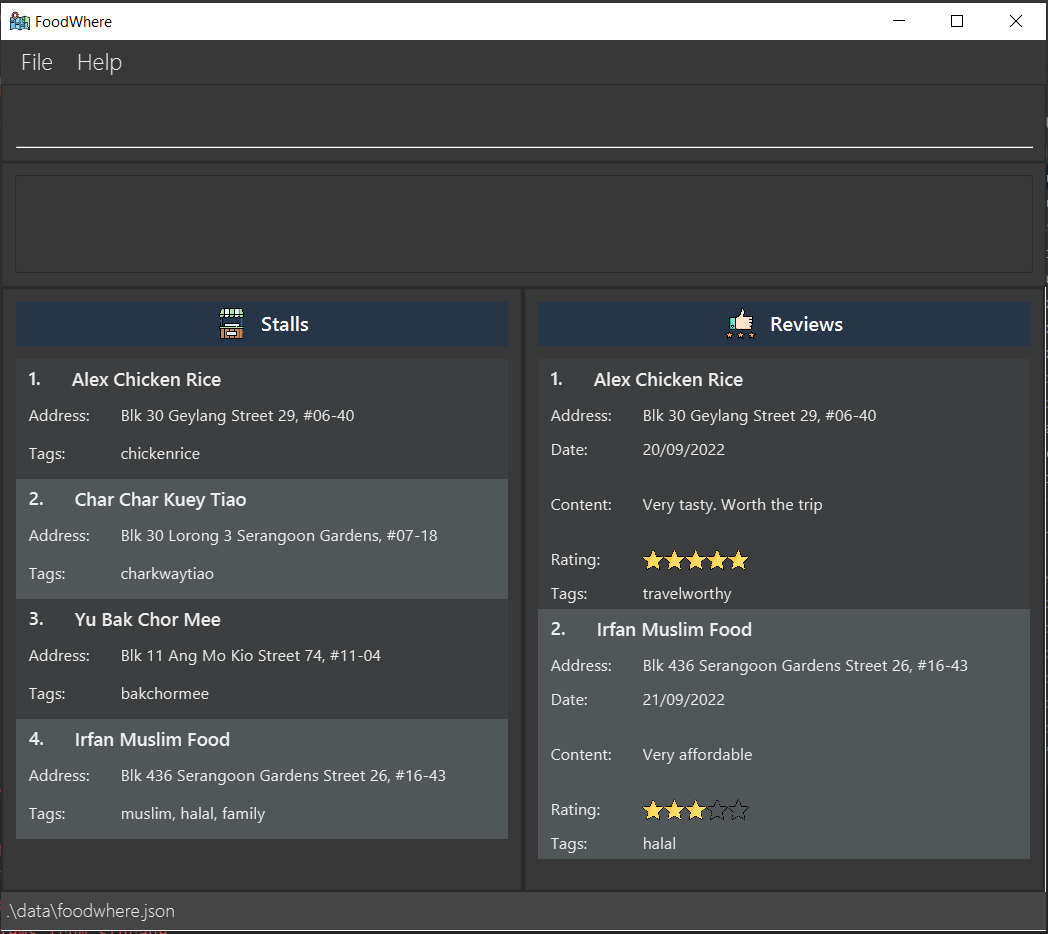 FoodWhere
File Help
Stalls
1. Alex Chicken Rice
Address: Blk 30 Geylang Street 29, #06-40
Tags: chickenrice
2. Char Char Kuey Tiao
Address: Blk 30 Lorong 3 Serangoon Gardens, #07-18
Tags: charkwaytiao
3. Yu Bak Chor Mee
Address: Blk 11 Ang Mo Kio Street 74, #11-04
Tags: bakchormee
4. Irfan Muslim Food
Address: Blk 436 Serangoon Gardens Street 26, #16-43
Tags: muslim, halal, family
Reviews
1. Alex Chicken Rice
Address: Blk 30 Geylang Street 29, #06-40
Date: 20/09/2022
Content: Very tasty. Worth the trip
Rating:
Tags: travelworthy
2. Irfan Muslim Food
Address: Blk 436 Serangoon Gardens Street 26, #16-43
Date: 21/09/2022
Content: Very affordable
Rating:
Tags: halal
.\data\foodwhere.json